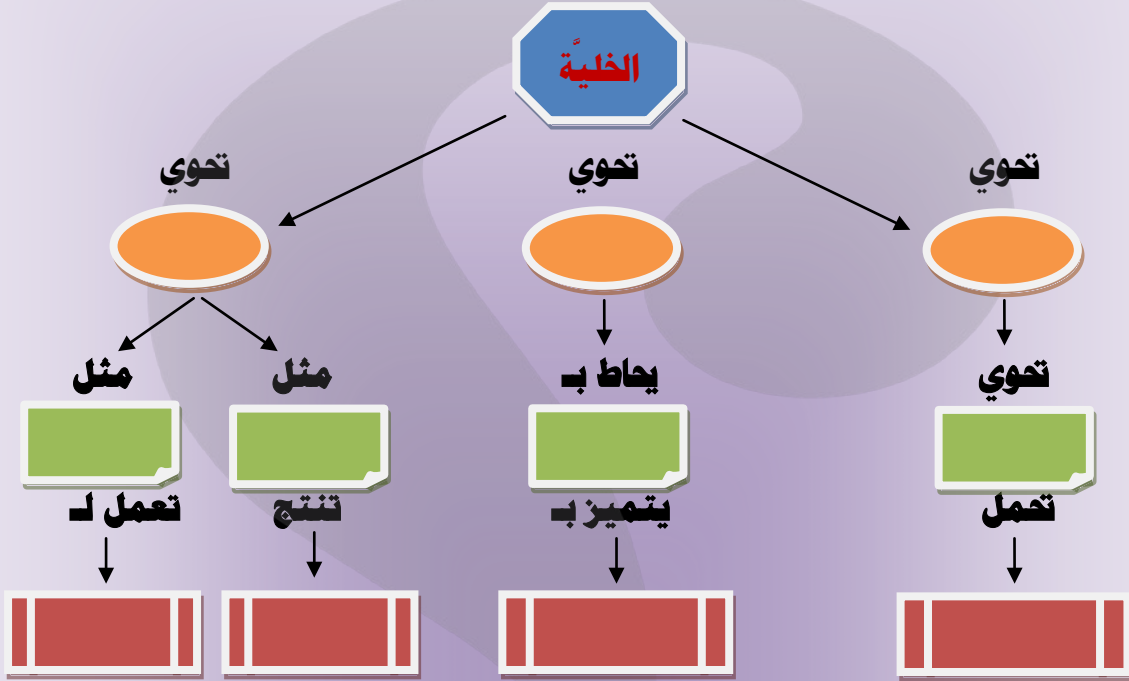 الخليَّة
تحوي
تحوي
تحوي
تحوي
يحاط بـ
مثل
مثل
تحمل
يتميز بـ
تنتج
تعمل لـ